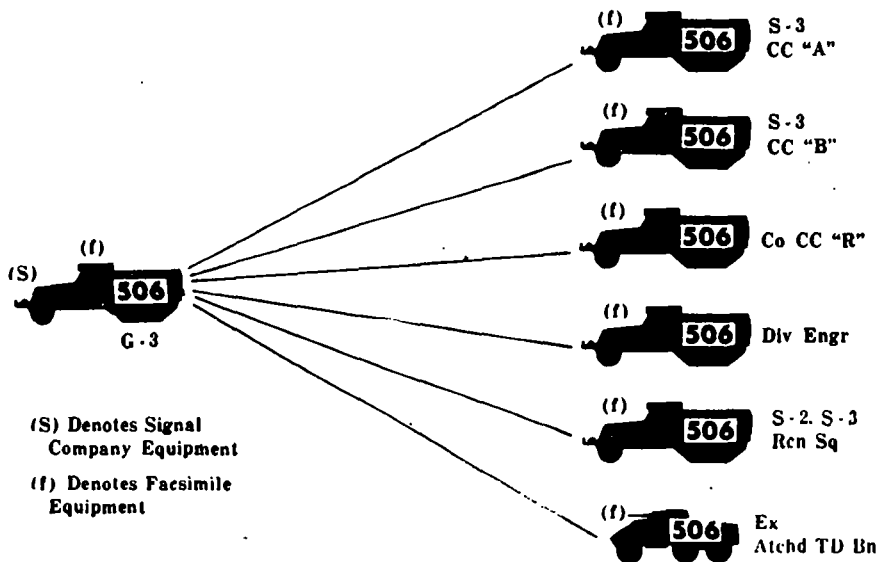 (f)
506
S-3
CC "A"
(f)
506
S-3
CC "B"
(f)
506
Co CC "R"
(S)
(f)
506
G-3
(f)
506
Div Engr
(f)
506
S-2. S-3
Rcn Sq
(f)
506
Ex
Atchd TD Bn
(S) Denotes Signal
Company Equipment
(f) Denotes Facsimile
Equipment